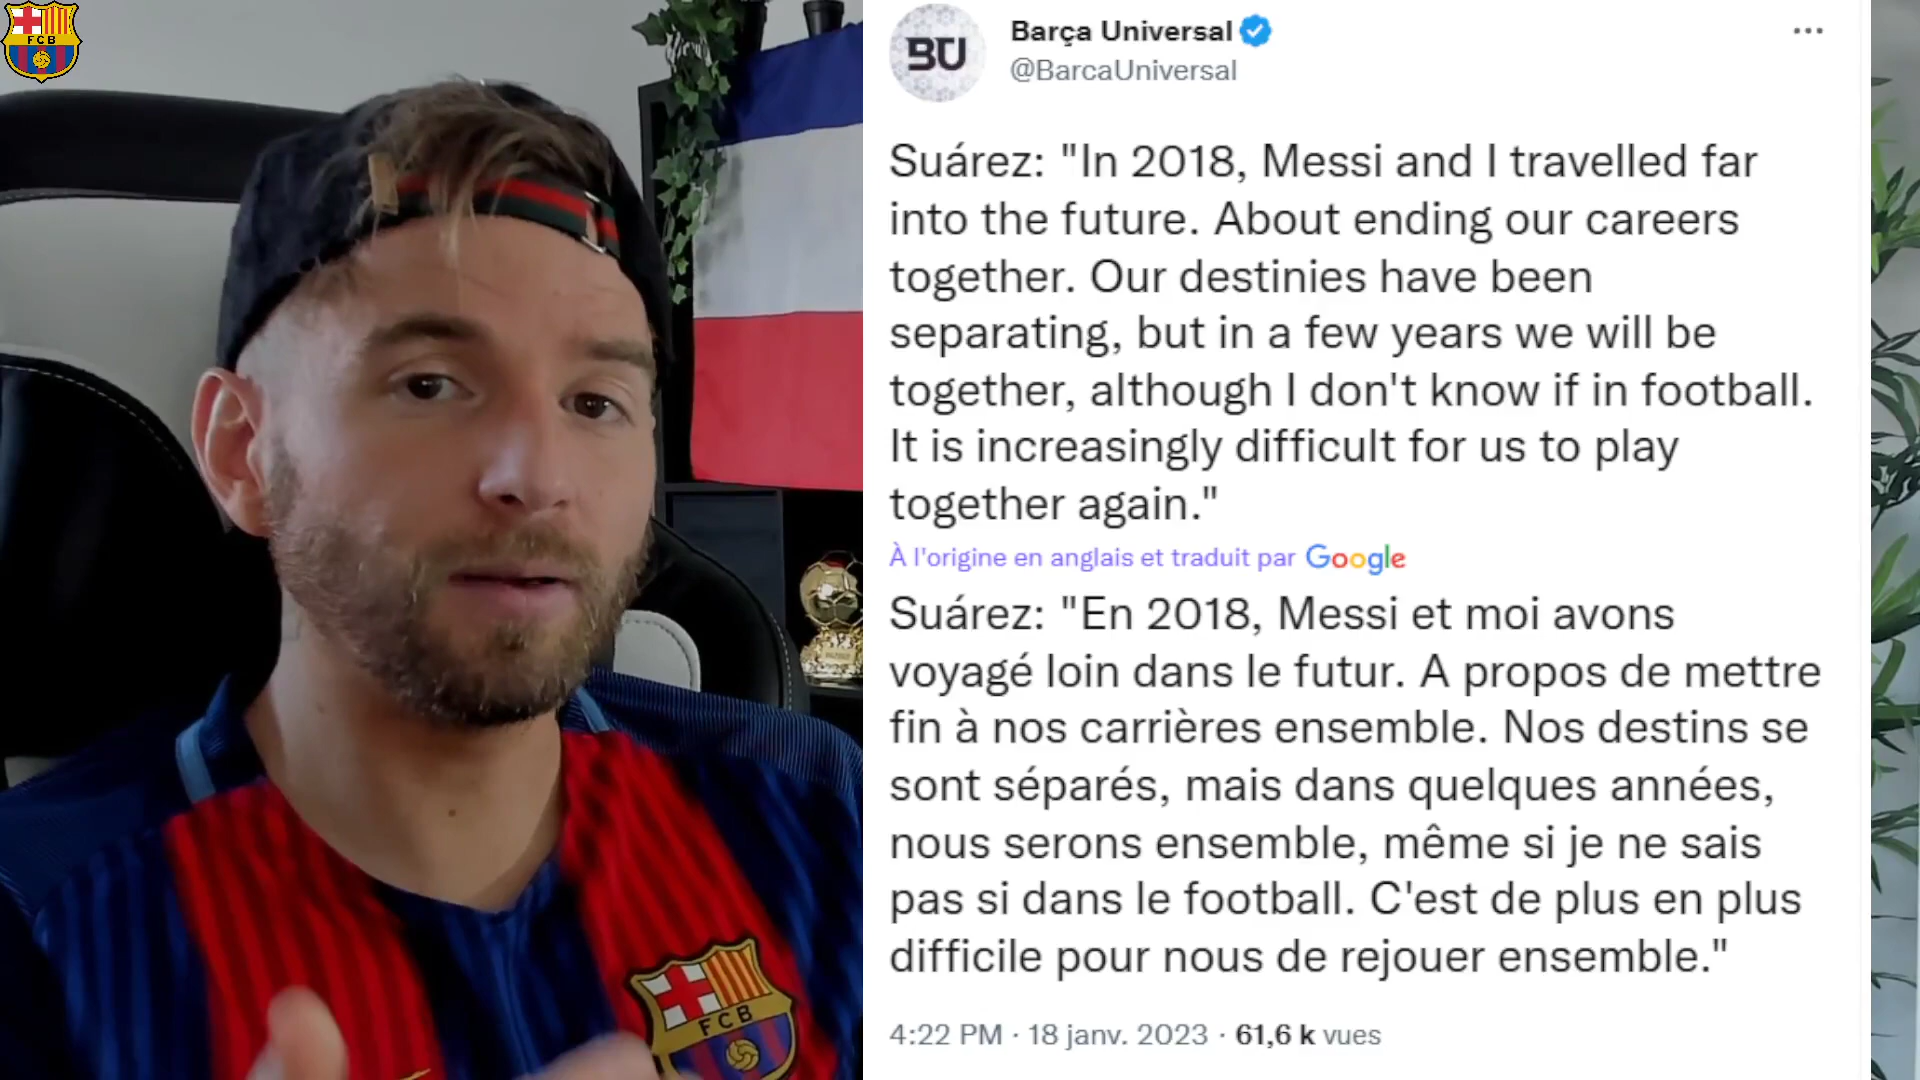 FCB
BU
Barça Universal
@BarcaUniversal
Suárez: "In 2018, Messi and I travelled far
into the future. About ending our careers
together. Our destinies have been
separating, but in a few years we will be
together, although I don't know if in football.
It is increasingly difficult for us to play
together again."
À l'origine en anglais et traduit par Google
Suárez: "En 2018, Messi et moi avons
voyagé loin dans le futur. A propos de mettre
fin à nos carrières ensemble. Nos destins se
sont séparés, mais dans quelques années,
nous serons ensemble, même si je ne sais
pas si dans le football. C'est de plus en plus
difficile pour nous de rejouer ensemble."
4:22 PM · 18 janv. 2023 · 61,6 k vues
FCB